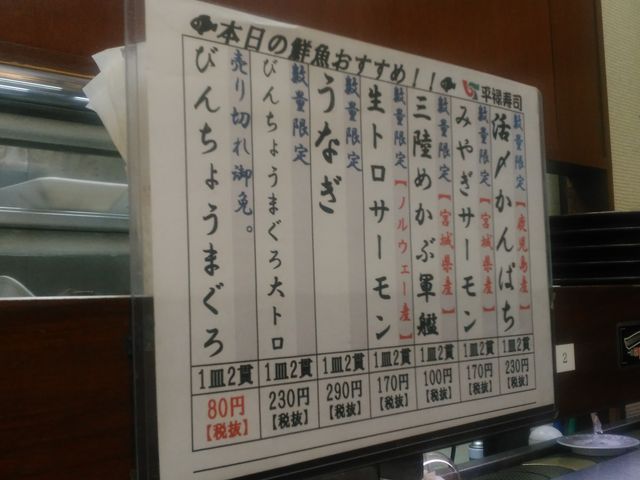 本日の鮮魚おすすめ!!
平禄寿司
数量限定【鹿児島産】
活〆かんぱち
1皿2貫
230円
【税抜】
数量限定【宮城県産】
みやぎサーモン
1皿2貫
170円
【税抜】
数量限定【宮城県産】
三陸めかぶ軍艦
1皿2貫
100円
【税抜】
数量限定【ノルウェー産】
生トロサーモン
1皿2貫
170円
【税抜】
数量限定
うなぎ
1皿2貫
290円
【税抜】
数量限定
びんちょうまぐろ大トロ
1皿2貫
230円
【税抜】
売り切れ御免。
びんちょうまぐろ
1皿2貫
80円
【税抜】
2